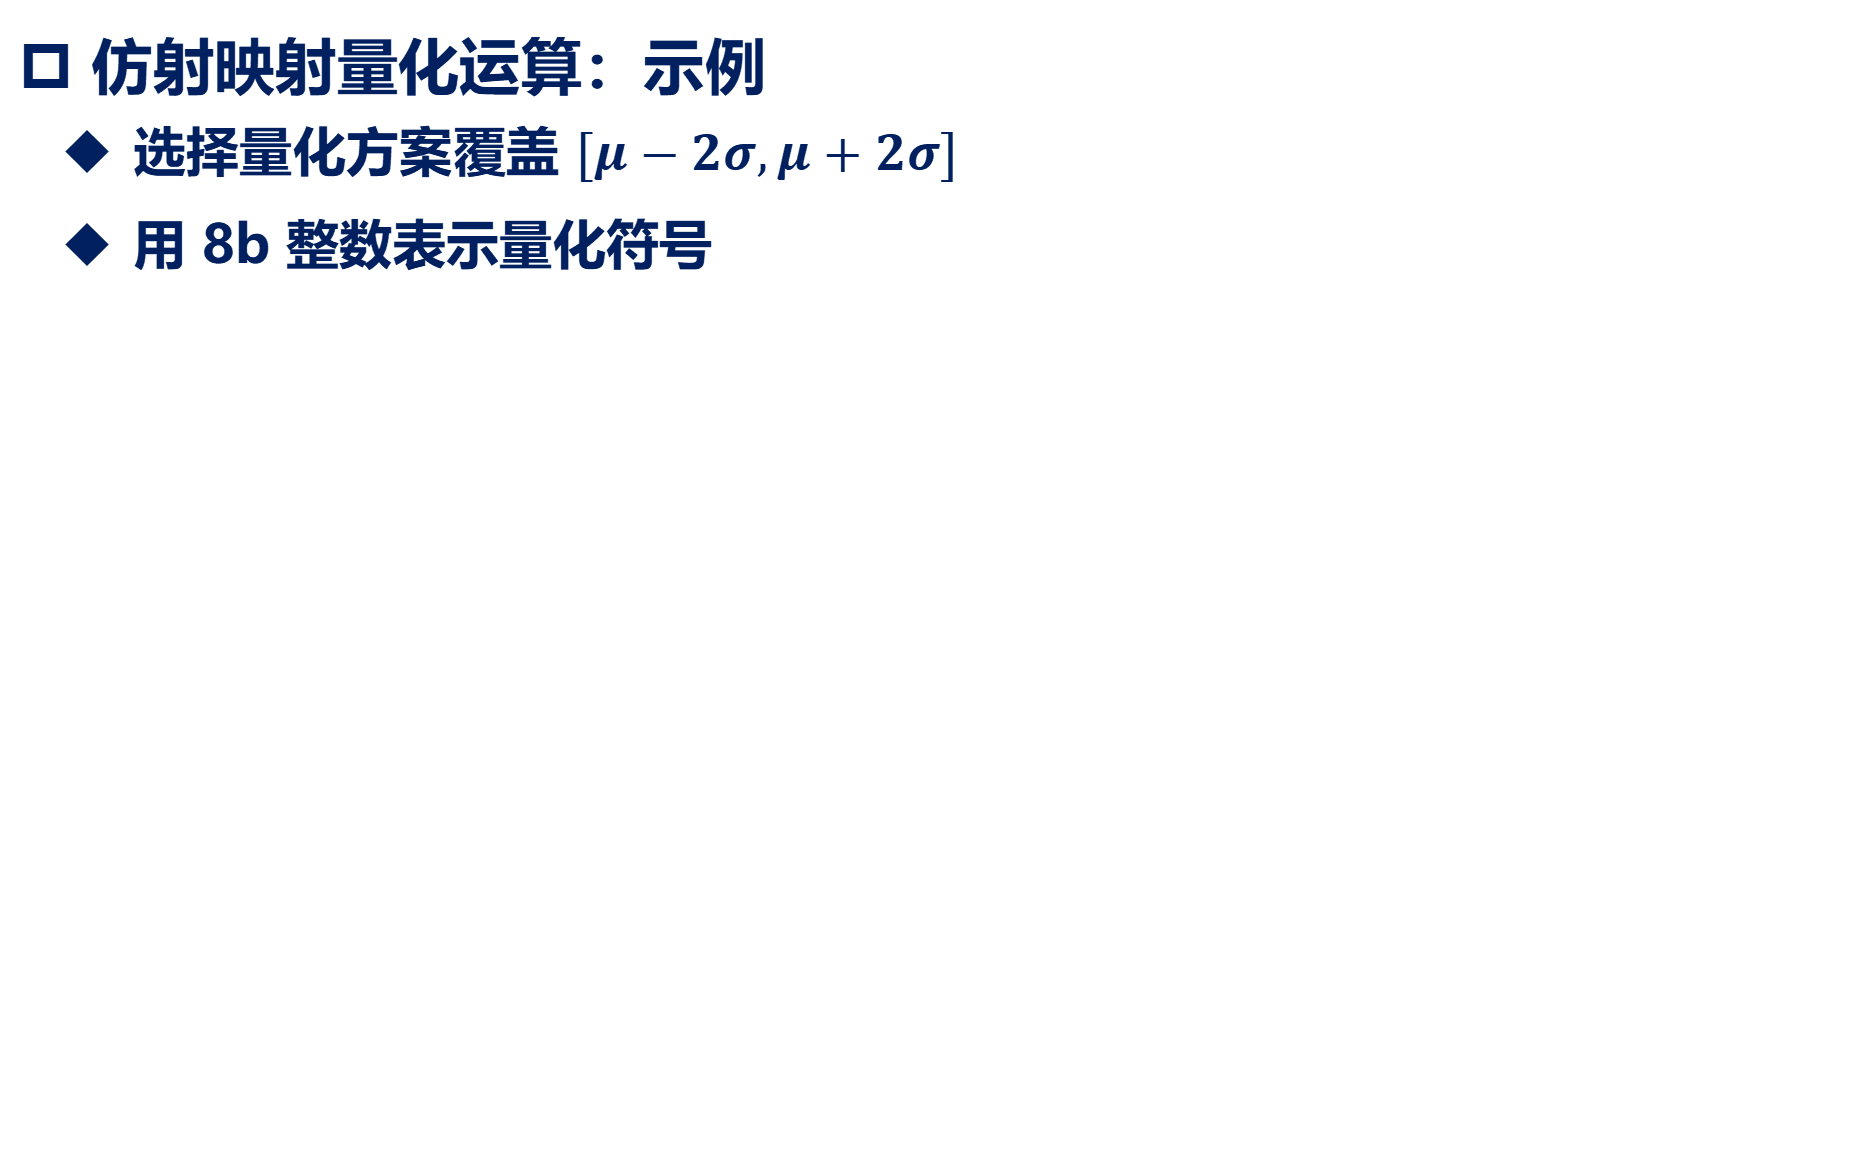 仿射映射量化运算：示例
选择量化方案覆盖 [μ − 2σ, μ + 2σ]
用 8b 整数表示量化符号